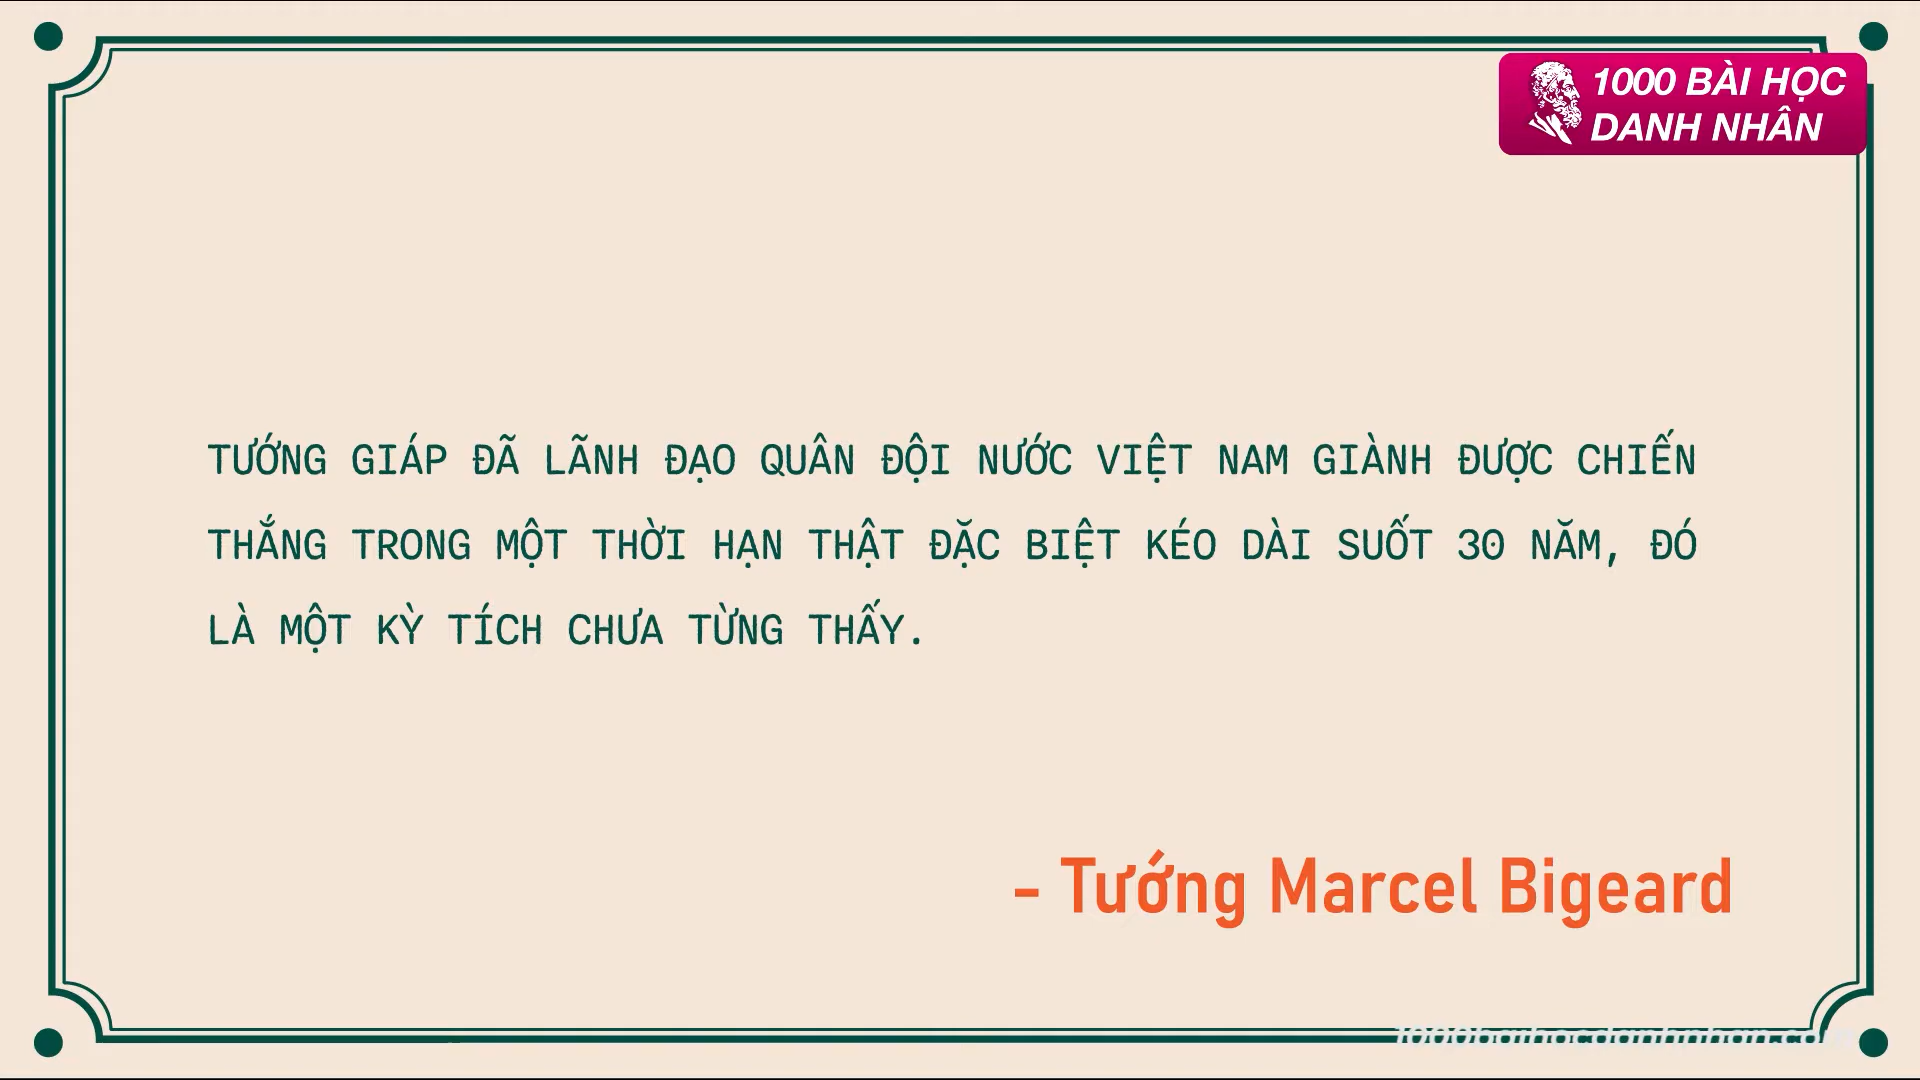 1000 BÀI HỌC
DANH NHÂN
TƯỚNG GIÁP ĐÃ LÃNH ĐẠO QUÂN ĐỘI NƯỚC VIỆT NAM GIÀNH ĐƯỢC CHIẾN
THẮNG TRONG MỘT THỜI HẠN THẬT ĐẶC BIỆT KÉO DÀI SUỐT 30 NĂM, ĐÓ
LÀ MỘT KỲ TÍCH CHƯA TỪNG THẤY.
- Tướng Marcel Bigeard
1000baihocdanhnhan.com